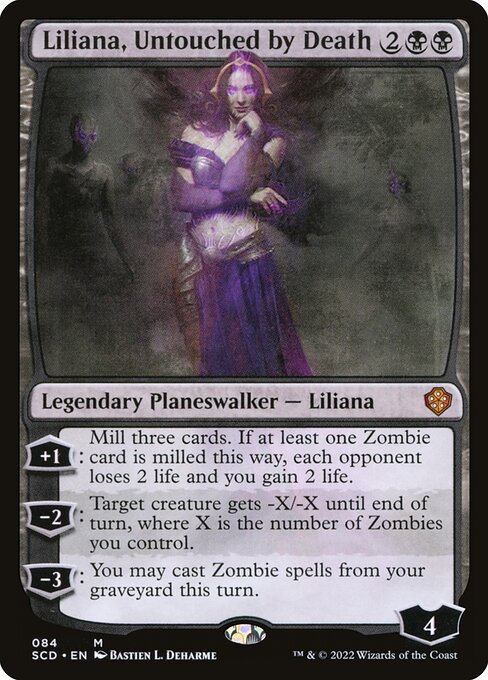 Liliana, Untouched by Death 2
Legendary Planeswalker — Liliana
+1: Mill three cards. If at least one Zombie
card is milled this way, each opponent
loses 2 life and you gain 2 life.
−2: Target creature gets -X/-X until end of
turn, where X is the number of Zombies
you control.
−3: You may cast Zombie spells from your
graveyard this turn.
4
084 M
SCD • EN Bastien L. Deharme
™ & © 2022 Wizards of the Coast